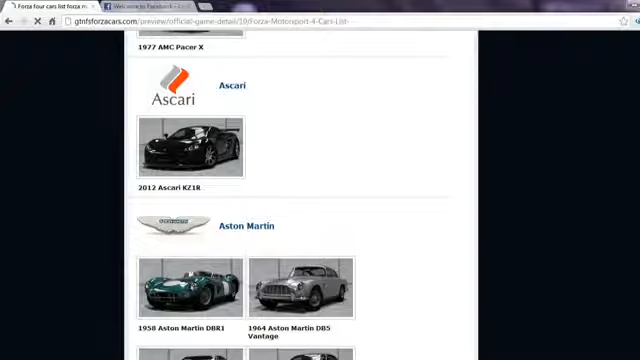 Forza four cars list forza m
Welcome to Facebook - Lo
gtnfsforzacars.com/preview/official-game-detail/19/Forza-Motorsport-4-Cars-List-
1977 AMC Pacer X
Ascari
Ascari
2012 Ascari KZ1R
Aston Martin
1958 Aston Martin DBR1
1964 Aston Martin DB5
Vantage